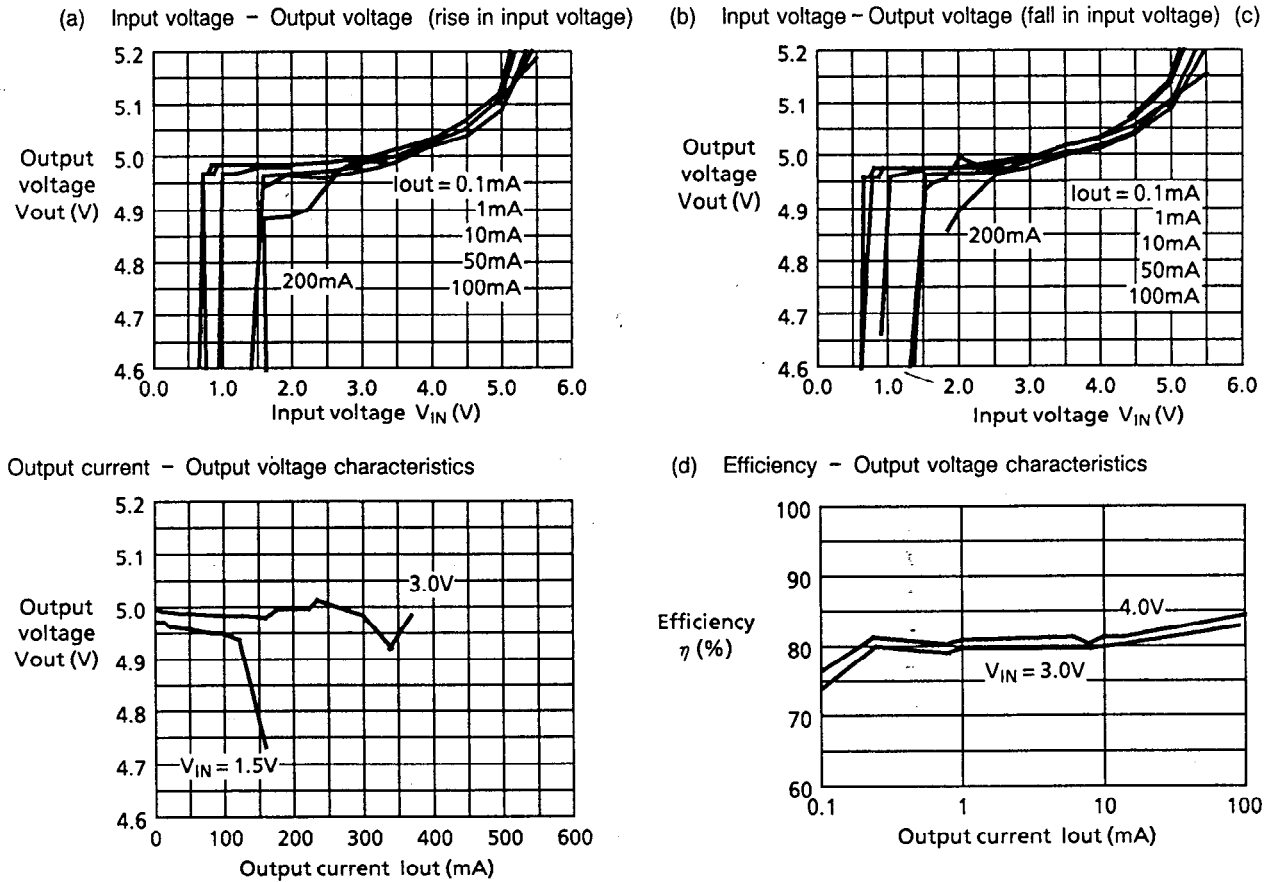 (a) Input voltage – Output voltage (rise in input voltage)
5.2
5.1
5.0
4.9
4.8
4.7
4.6
Output
voltage
Vout (V)
Iout = 0.1mA
1mA
10mA
50mA
100mA
200mA
0.0 1.0 2.0 3.0 4.0 5.0 6.0
Input voltage VIN (V)
(b) Input voltage – Output voltage (fall in input voltage)
5.2
5.1
5.0
4.9
4.8
4.7
4.6
Output
voltage
Vout (V)
Iout = 0.1mA
1mA
10mA
50mA
100mA
200mA
0.0 1.0 2.0 3.0 4.0 5.0 6.0
Input voltage VIN (V)
(c)
Output current – Output voltage characteristics
5.2
5.1
5.0
4.9
4.8
4.7
4.6
Output
voltage
Vout (V)
3.0V
VIN = 1.5V
0 100 200 300 400 500 600
Output current Iout (mA)
(d) Efficiency – Output voltage characteristics
100
90
80
70
60
Efficiency
η (%)
4.0V
VIN = 3.0V
0.1 1 10 100
Output current Iout (mA)